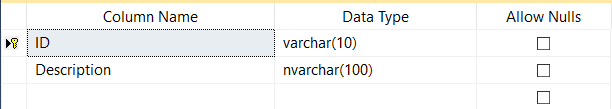 Column Name Data Type Allow Nulls
ID varchar(10)
Description nvarchar(100)